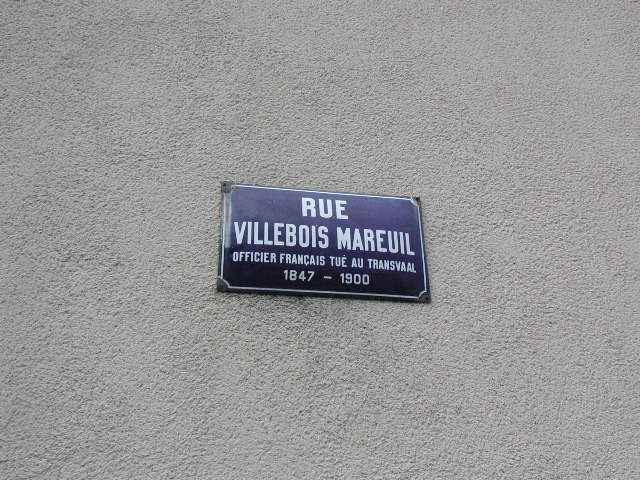 RUE
VILLEBOIS MAREUIL
OFFICIER FRANÇAIS TUÉ AU TRANSVAAL
1847 - 1900